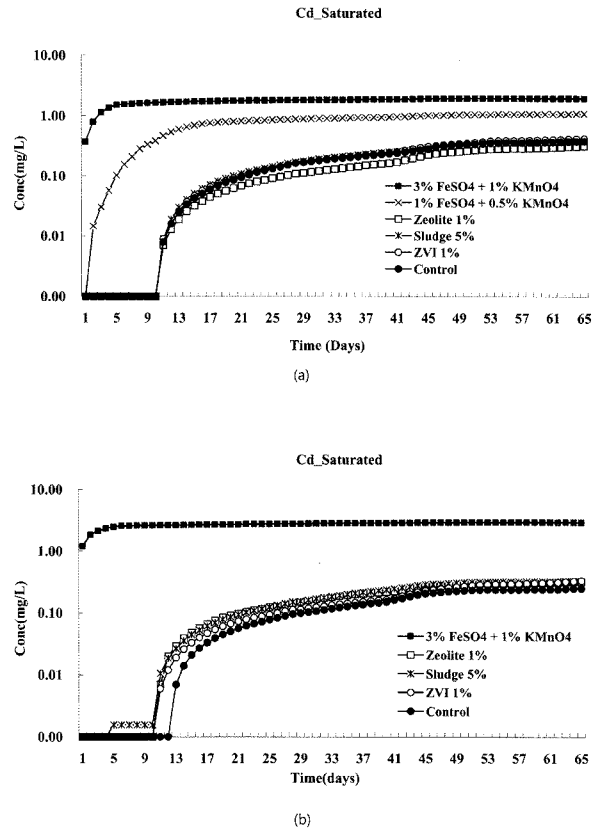 Cd_Saturated
10.00
1.00
0.10
0.01
0.00
Conc(mg/L)
3% FeSO4 + 1% KMnO4
1% FeSO4 + 0.5% KMnO4
Zeolite 1%
Sludge 5%
ZVI 1%
Control
1 5 9 13 17 21 25 29 33 37 41 45 49 53 57 61 65
Time (Days)
(a)
Cd_Saturated
10.00
1.00
0.10
0.01
0.00
Conc(mg/L)
3% FeSO4 + 1% KMnO4
Zeolite 1%
Sludge 5%
ZVI 1%
Control
1 5 9 13 17 21 25 29 33 37 41 45 49 53 57 61 65
Time(days)
(b)